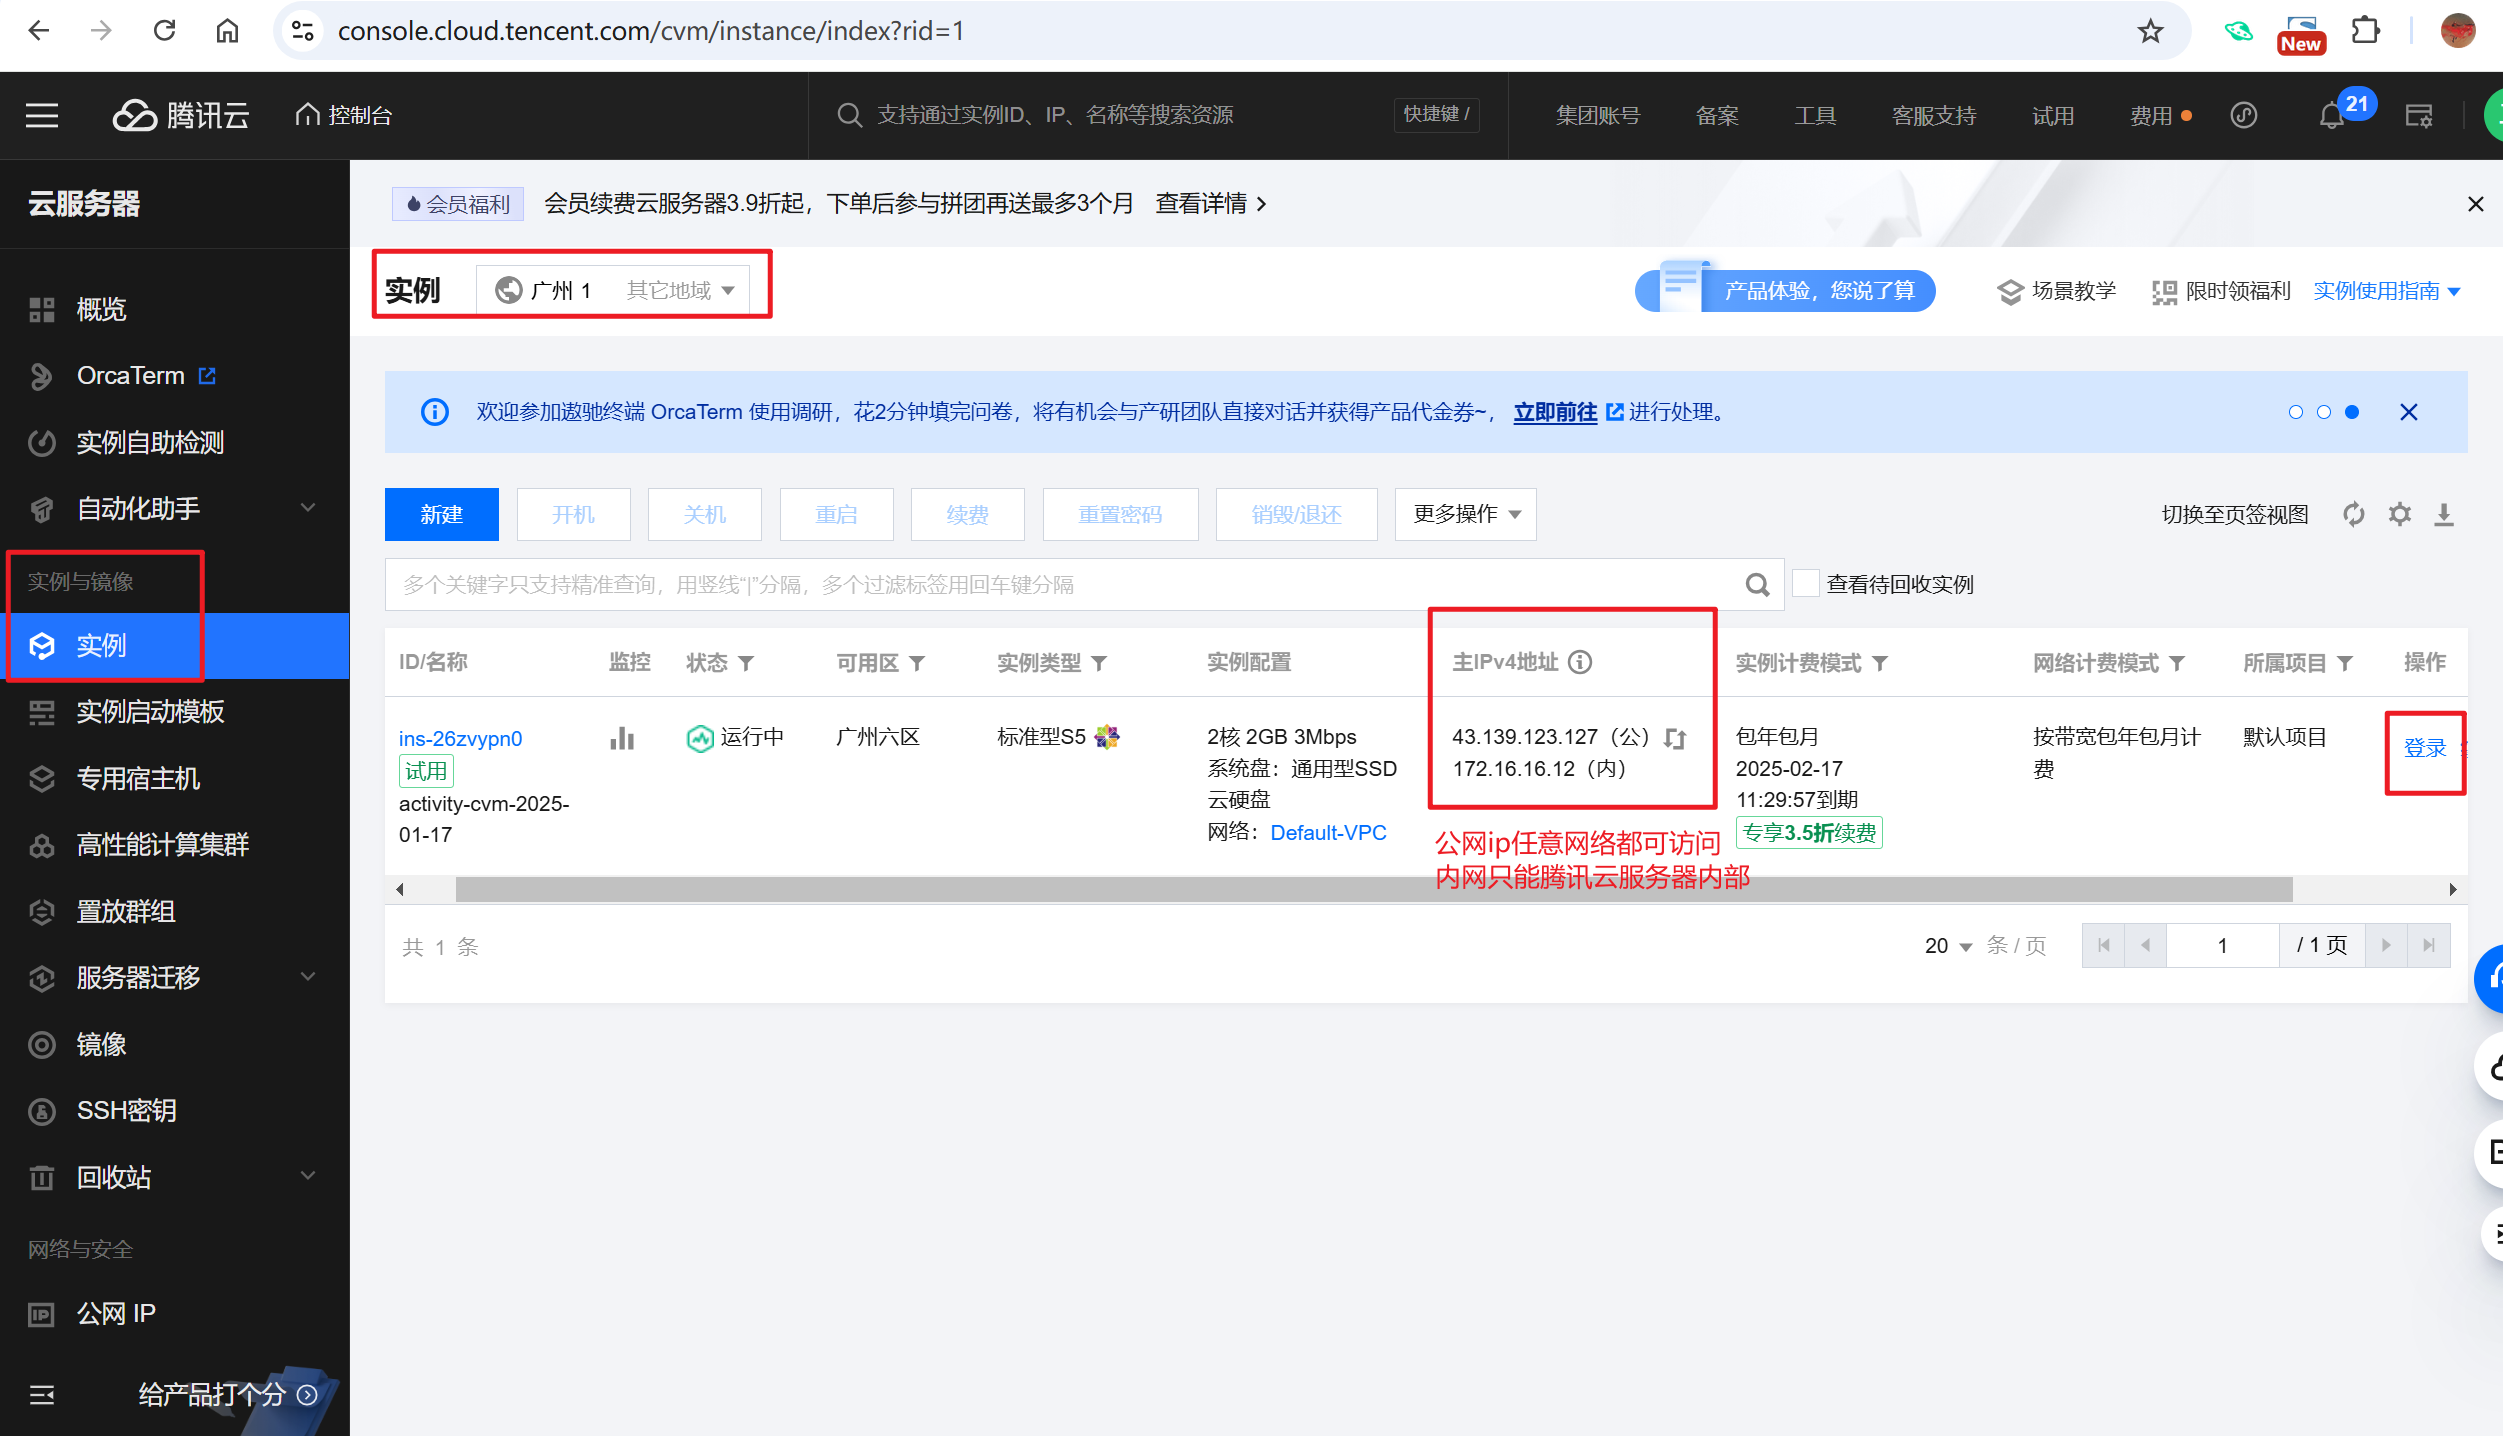 console.cloud.tencent.com/cvm/instance/index?rid=1
New
腾讯云
控制台
支持通过实例ID、IP、名称等搜索资源
快捷键 /
集团账号
备案
工具
客服支持
试用
费用
21
云服务器
概览
OrcaTerm
实例自助检测
自动化助手
实例与镜像
实例
实例启动模板
专用宿主机
高性能计算集群
置放群组
服务器迁移
镜像
SSH密钥
回收站
网络与安全
公网 IP
给产品打个分
会员福利
会员续费云服务器3.9折起，下单后参与拼团再送最多3个月 查看详情
实例
广州 1 其它地域
产品体验，您说了算
场景教学
限时领福利
实例使用指南
欢迎参加遨驰终端 OrcaTerm 使用调研，花2分钟填完问卷，将有机会与产研团队直接对话并获得产品代金券~， 立即前往 进行处理。
新建
开机
关机
重启
续费
重置密码
销毁/退还
更多操作
切换至页签视图
多个关键字只支持精准查询，用竖线“|”分隔，多个过滤标签用回车键分隔
查看待回收实例
ID/名称
监控
状态
可用区
实例类型
实例配置
主IPv4地址
实例计费模式
网络计费模式
所属项目
操作
ins-26zvypn0
试用
activity-cvm-2025-
01-17
运行中
广州六区
标准型S5
2核 2GB 3Mbps
系统盘：通用型SSD
云硬盘
网络：Default-VPC
43.139.123.127（公）
172.16.16.12（内）
包年包月
2025-02-17
11:29:57到期
专享3.5折续费
按带宽包年包月计
费
默认项目
登录
公网ip任意网络都可访问
内网只能腾讯云服务器内部
共 1 条
20 条 / 页
1
/ 1 页